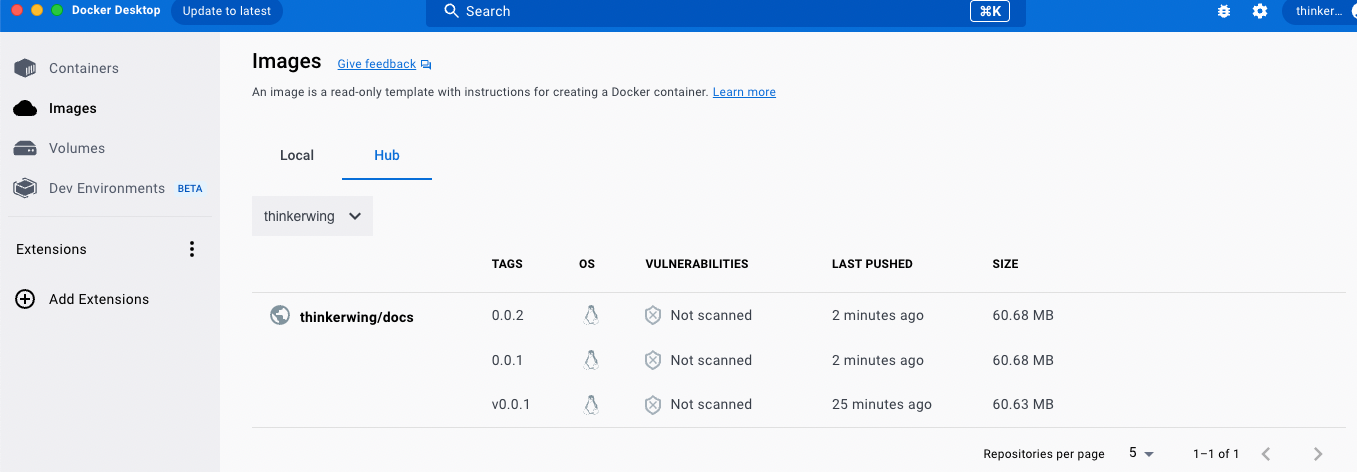 Docker Desktop Update to latest Search ⌘K thinker...
Containers
Images
Volumes
Dev Environments BETA
Extensions
Add Extensions
Images Give feedback
An image is a read-only template with instructions for creating a Docker container. Learn more
Local Hub
thinkerwing
TAGS OS VULNERABILITIES LAST PUSHED SIZE
thinkerwing/docs 0.0.2 Not scanned 2 minutes ago 60.68 MB
0.0.1 Not scanned 2 minutes ago 60.68 MB
v0.0.1 Not scanned 25 minutes ago 60.63 MB
Repositories per page 5 1–1 of 1